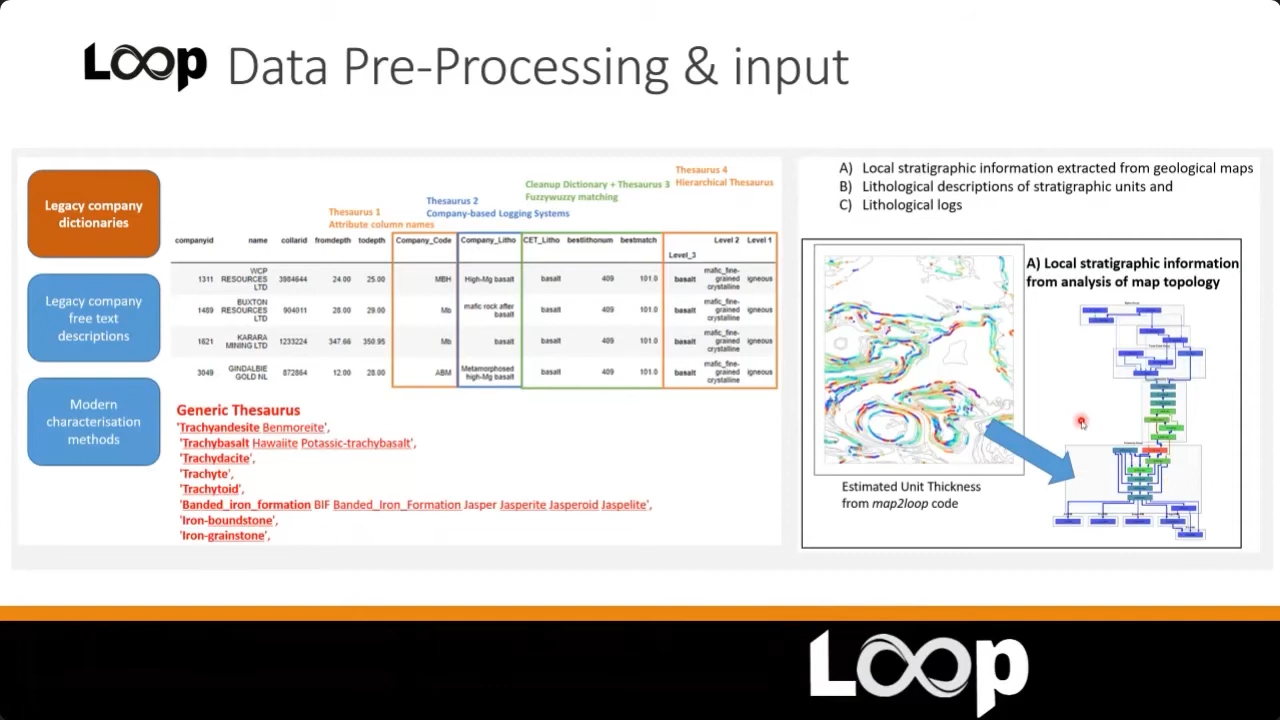 Loop Data Pre-Processing & input
Legacy company
dictionaries
Legacy company
free text
descriptions
Modern
characterisation
methods
Thesaurus 1
Attribute column names
Thesaurus 2
Company-based Logging Systems
Cleanup Dictionary + Thesaurus 3
Fuzzywuzzy matching
Thesaurus 4
Hierarchical Thesaurus
companyid name collarid fromdepth todepth Company_Code Company_Litho CET_Litho bestlithonum bestmatch Level_3 Level 2 Level 1
1311 WCP RESOURCES LTD 3984644 24.00 25.00 MBH High-Mg basalt basalt 409 101.0 basalt mafic_fine-grained crystalline igneous
1489 BUXTON RESOURCES LTD 904011 28.00 29.00 Mb mafic rock after basalt basalt 409 101.0 basalt mafic_fine-grained crystalline igneous
1621 KARARA MINING LTD 1233224 347.66 350.95 Mb basalt basalt 409 101.0 basalt mafic_fine-grained crystalline igneous
3049 GINDALBIE GOLD NL 872864 12.00 28.00 ABM Metamorphosed high-Mg basalt basalt 409 101.0 basalt mafic_fine-grained crystalline igneous
Generic Thesaurus
'Trachyandesite Benmoreite',
'Trachybasalt Hawaiite Potassic-trachybasalt',
'Trachydacite',
'Trachyte',
'Trachytoid',
'Banded_iron_formation BIF Banded_Iron_Formation Jasper Jasperite Jasperoid Jaspelite',
'Iron-boundstone',
'Iron-grainstone',
A) Local stratigraphic information extracted from geological maps
B) Lithological descriptions of stratigraphic units and
C) Lithological logs
A) Local stratigraphic information
from analysis of map topology
Estimated Unit Thickness
from map2loop code
Loop